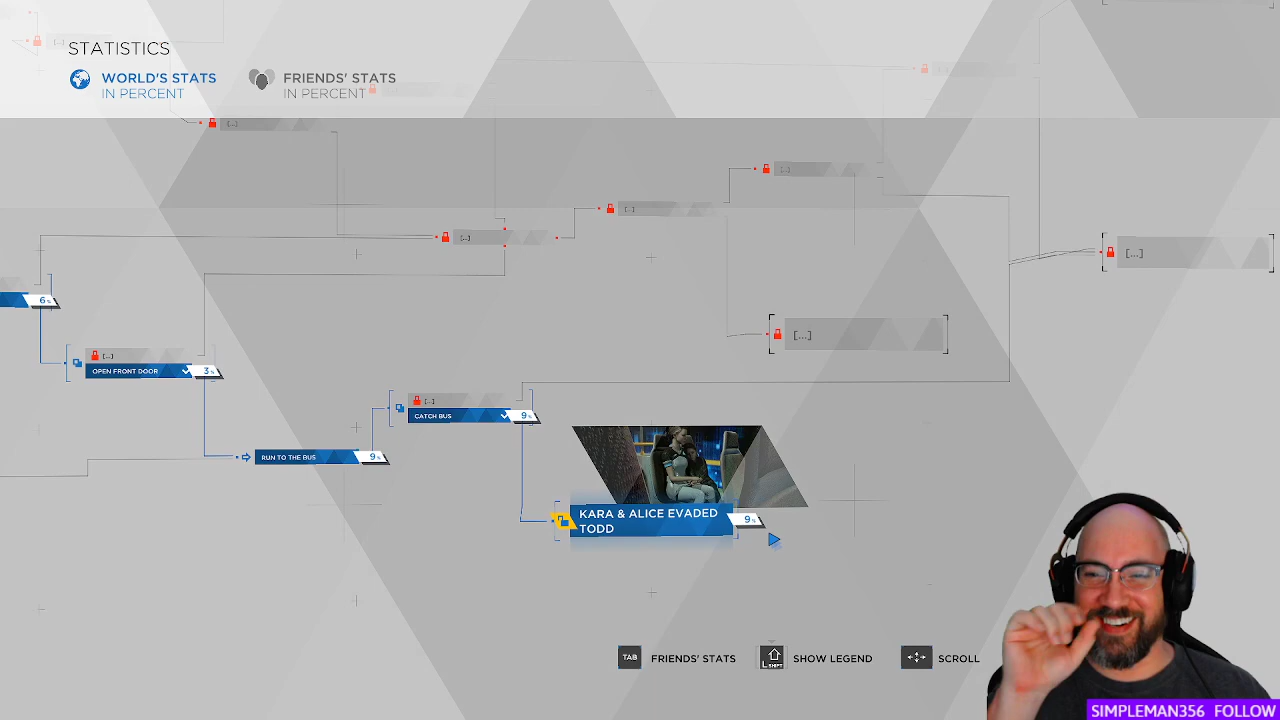 STATISTICS
WORLD'S STATS
IN PERCENT
FRIENDS' STATS
IN PERCENT
[...]
[...]
[...]
[...]
[...]
[...]
6%
[...]
OPEN FRONT DOOR
3%
[...]
[...]
CATCH BUS
9%
RUN TO THE BUS
9%
KARA & ALICE EVADED
TODD
9%
TAB
FRIENDS' STATS
L SHIFT
SHOW LEGEND
SCROLL
SIMPLEMAN356 FOLLOW